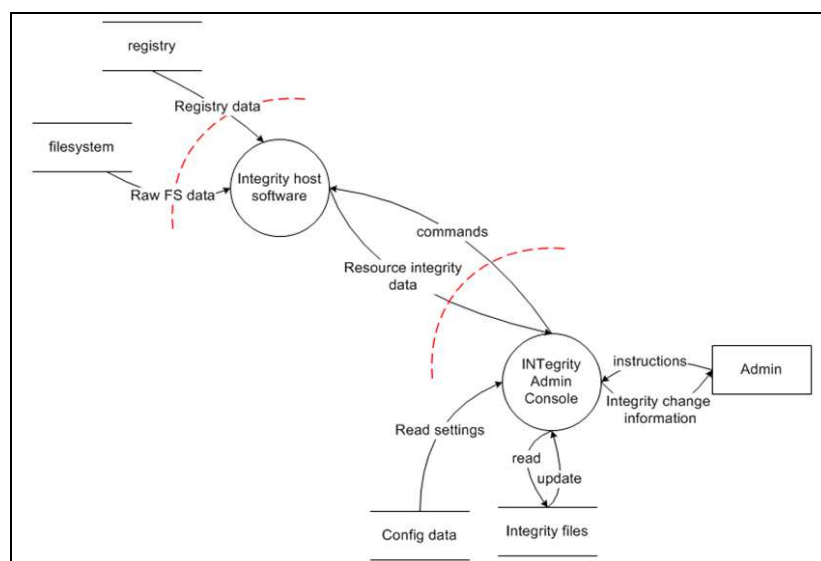 registry
Registry data
filesystem
Raw FS data
Integrity host
software
commands
Resource integrity
data
INTegrity
Admin
Console
instructions
Admin
Integrity change
information
Read settings
read
update
Config data
Integrity files